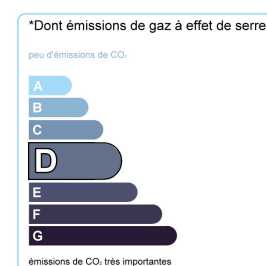 *Dont émissions de gaz à effet de serre
peu d'émissions de CO₂
A
B
C
D
E
F
G
émissions de CO₂ très importantes